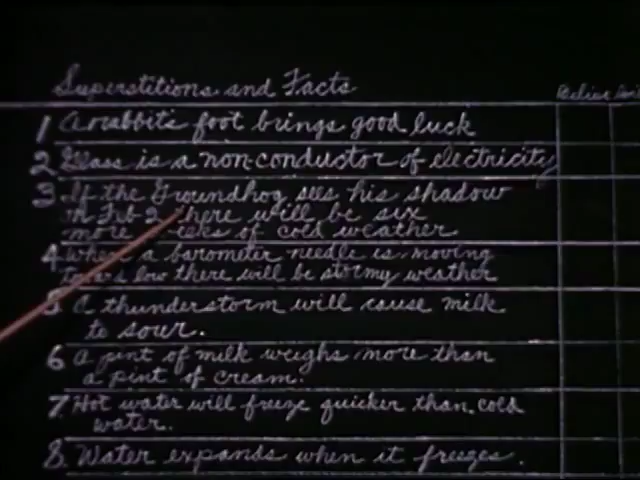 Superstitions and Facts
Believe Don't
1 A rabbit's foot brings good luck
2 Glass is a non-conductor of electricity
3 If the Groundhog sees his shadow
on Feb 2 there will be six
more weeks of cold weather
4 When a barometer needle is moving
toward low there will be stormy weather
5 A thunderstorm will cause milk
to sour.
6 A pint of milk weighs more than
a pint of cream.
7 Hot water will freeze quicker than cold
water.
8. Water expands when it freezes.